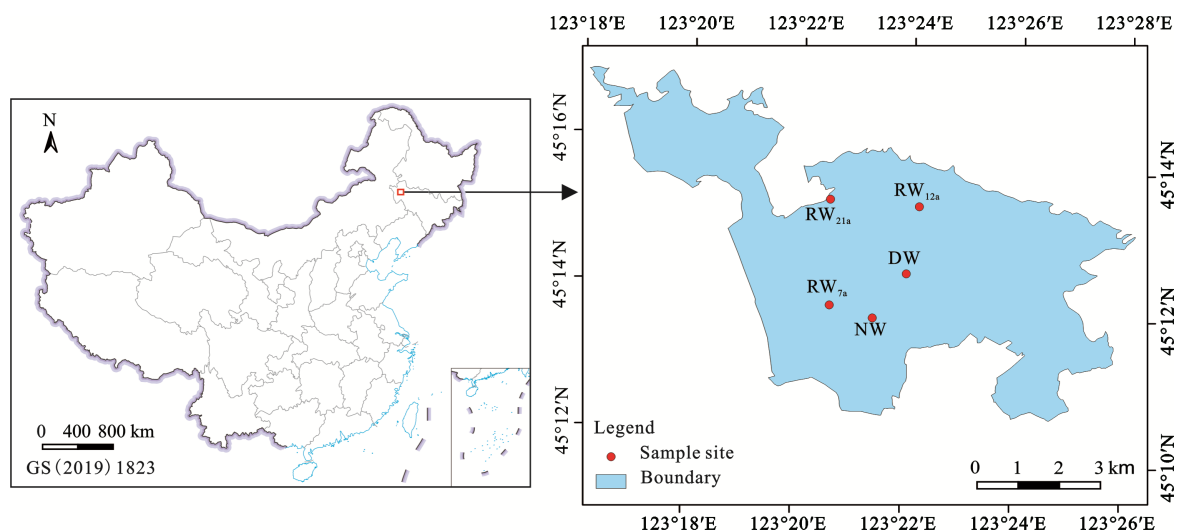 N
0 400 800 km
GS (2019) 1823
123°18′E 123°20′E 123°22′E 123°24′E 123°26′E 123°28′E
45°16′N
45°14′N
45°12′N
RW12a
RW21a
DW
RW7a
NW
Legend
Sample site
Boundary
0 1 2 3 km
45°14′N
45°12′N
45°10′N
123°18′E 123°20′E 123°22′E 123°24′E 123°26′E